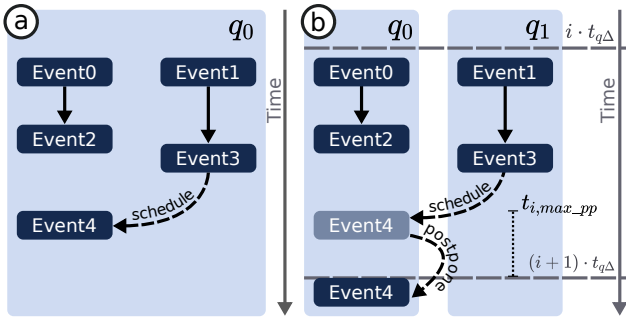 a
q0
Event0
Event1
Event2
Event3
schedule
Event4
Time
b
q0
q1
i · tqΔ
Event0
Event1
Event2
Event3
schedule
Event4
postpone
ti,max_pp
(i + 1) · tqΔ
Event4
Time